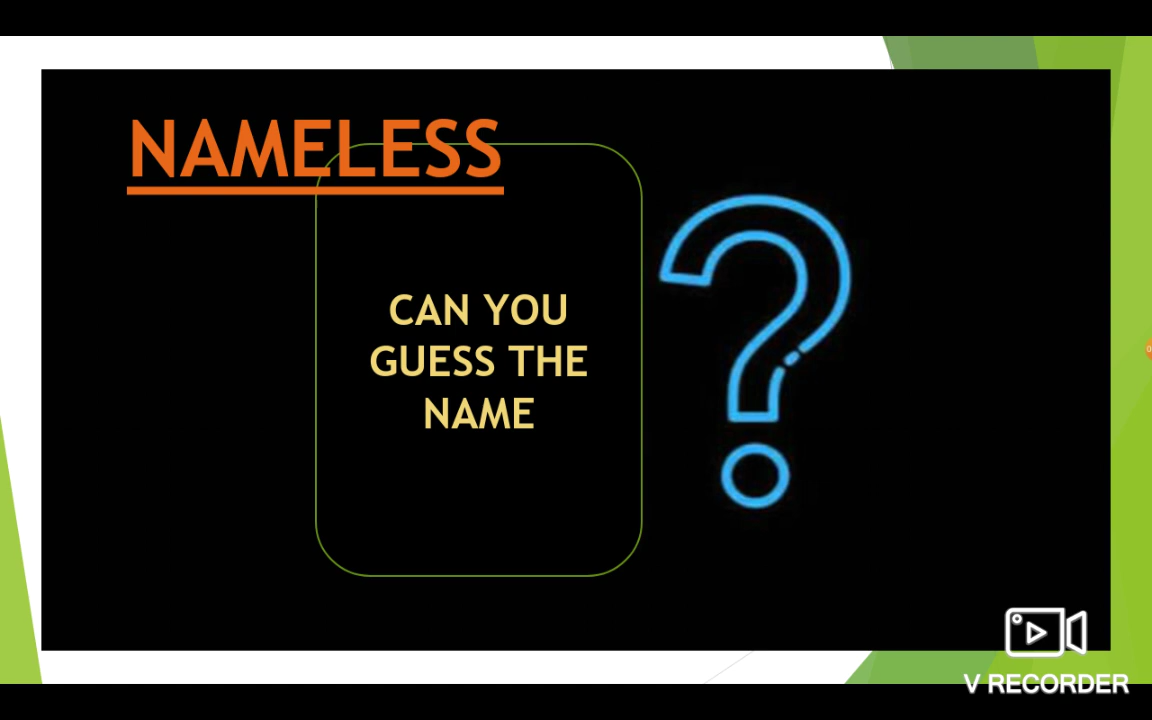 NAMELESS
CAN YOU
GUESS THE
NAME
?
V RECORDER